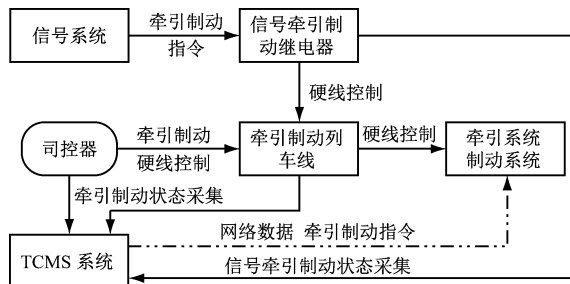 信号系统
牵引制动
指令
信号牵引制
动继电器
硬线控制
司控器
牵引制动
硬线控制
牵引制动列
车线
硬线控制
牵引系统
制动系统
牵引制动状态采集
网络数据 牵引制动指令
TCMS 系统
信号牵引制动状态采集